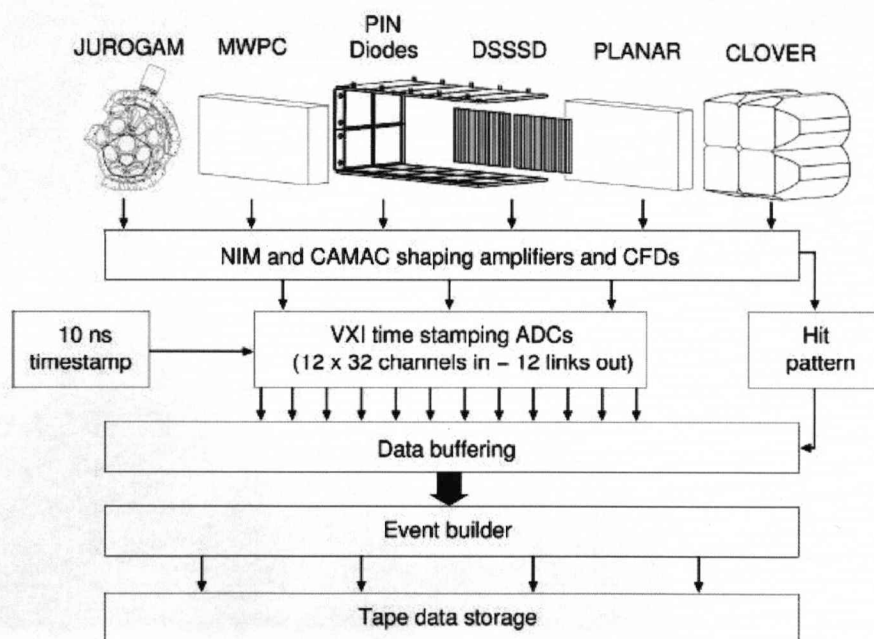 JUROGAM
MWPC
PIN
Diodes
DSSSD
PLANAR
CLOVER
NIM and CAMAC shaping amplifiers and CFDs
10 ns
timestamp
VXI time stamping ADCs
(12 x 32 channels in – 12 links out)
Hit
pattern
Data buffering
Event builder
Tape data storage